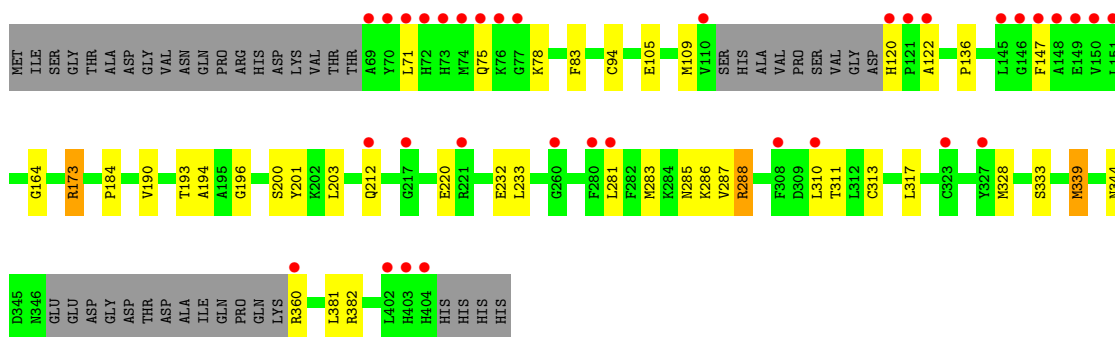 MET ILE SER GLY THR ALA ASP GLY VAL ASN GLN PRO ARG HIS ASP LYS VAL THR THR A69 Y70 L71 H72 H73 M74 Q75 K76 G77 K78 F83 C94 E105 M109 V110 SER HIS ALA VAL PRO SER VAL GLY ASP H120 P121 A122 P136 L145 G146 F147 A148 E149 V150 L151
G164 R173 P184 V190 T193 A194 A195 G196 S200 Y201 K202 L203 Q212 G217 E220 R221 E232 L233 G260 F280 L281 F282 M283 K284 N285 K286 V287 R288 F308 D309 L310 T311 L312 C313 L317 C323 Y327 M328 S333 M339 N344
D345 N346 GLU GLU ASP GLY ASP THR ASP ALA ILE GLN PRO GLN LYS R360 L381 R382 L402 H403 H404 HIS HIS HIS HIS